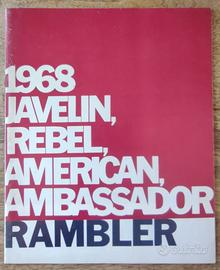 1968
JAVELIN,
REBEL,
AMERICAN,
AMBASSADOR
RAMBLER